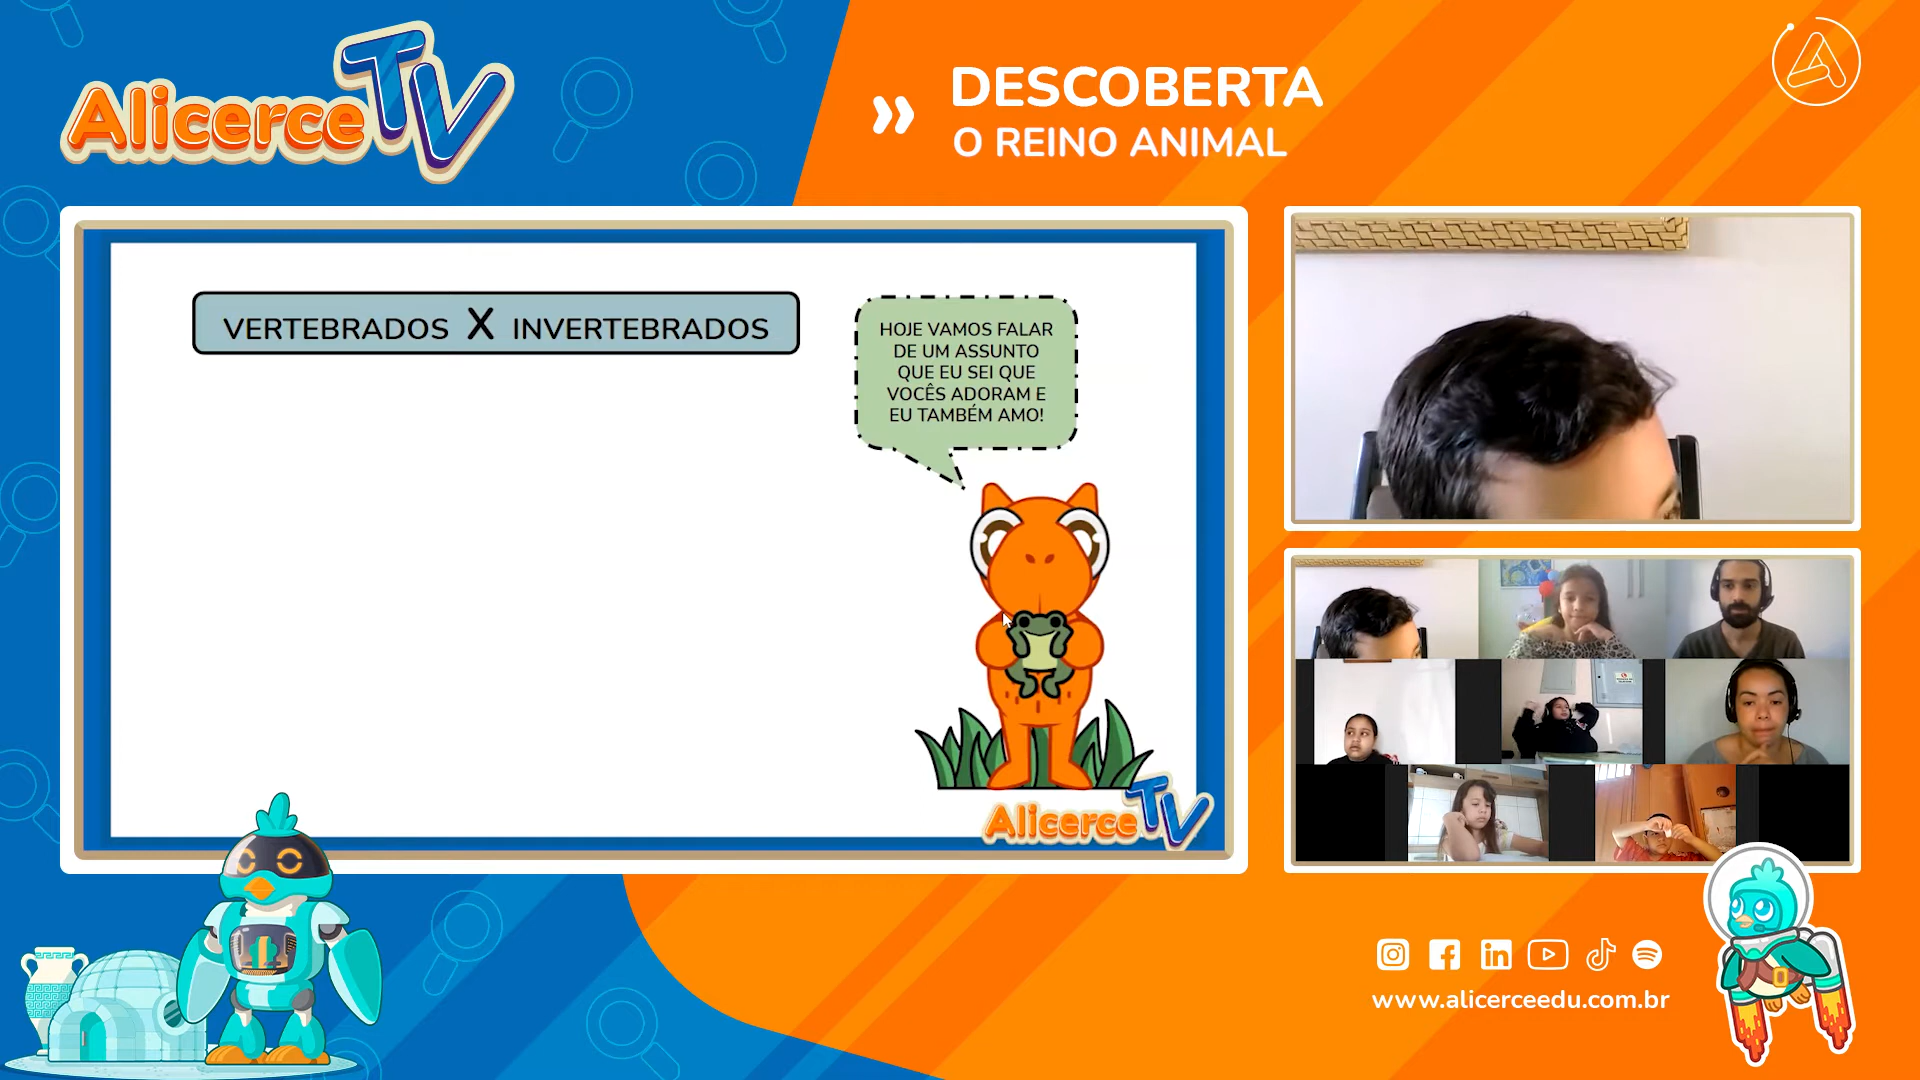 AlicerceTV
DESCOBERTA
O REINO ANIMAL
VERTEBRADOS X INVERTEBRADOS
HOJE VAMOS FALAR
DE UM ASSUNTO
QUE EU SEI QUE
VOCÊS ADORAM E
EU TAMBÉM AMO!
AlicerceTV
www.alicerceedu.com.br